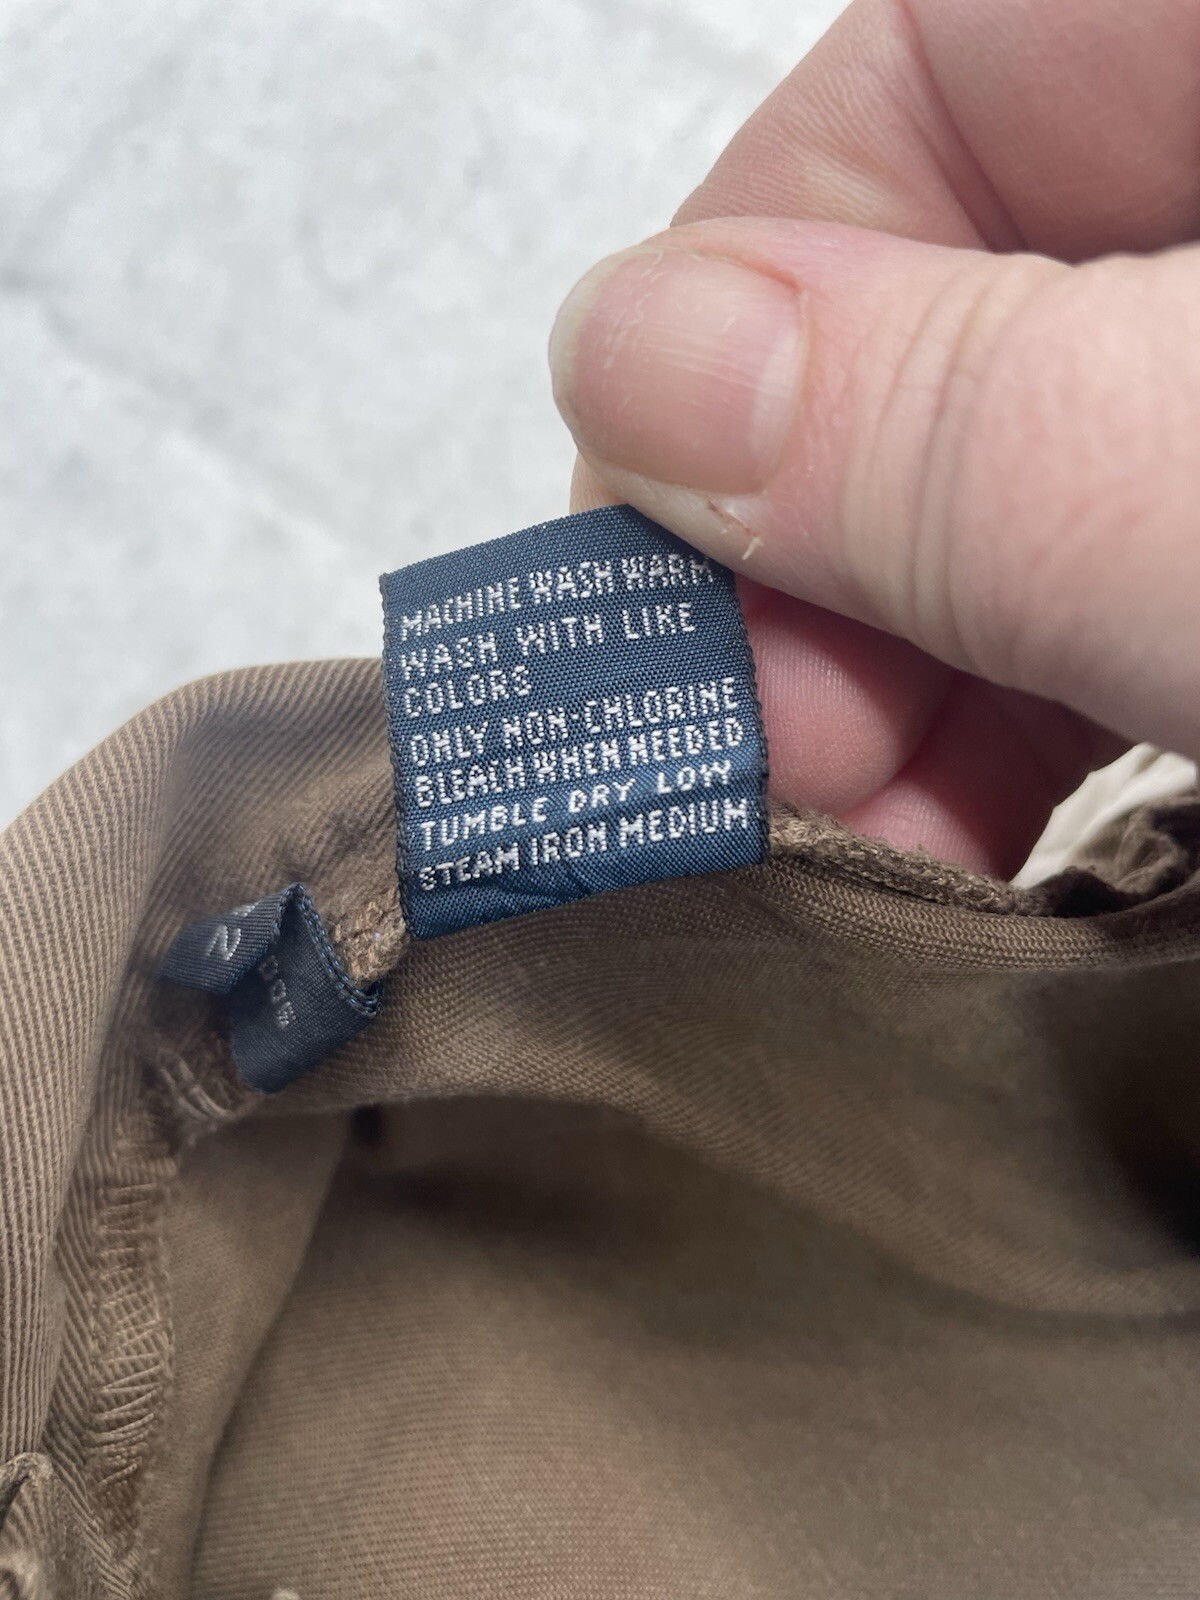 MACHINE WASH WARM
WASH WITH LIKE
COLORS
ONLY NON-CHLORINE
BLEACH WHEN NEEDED
TUMBLE DRY LOW
STEAM IRON MEDIUM